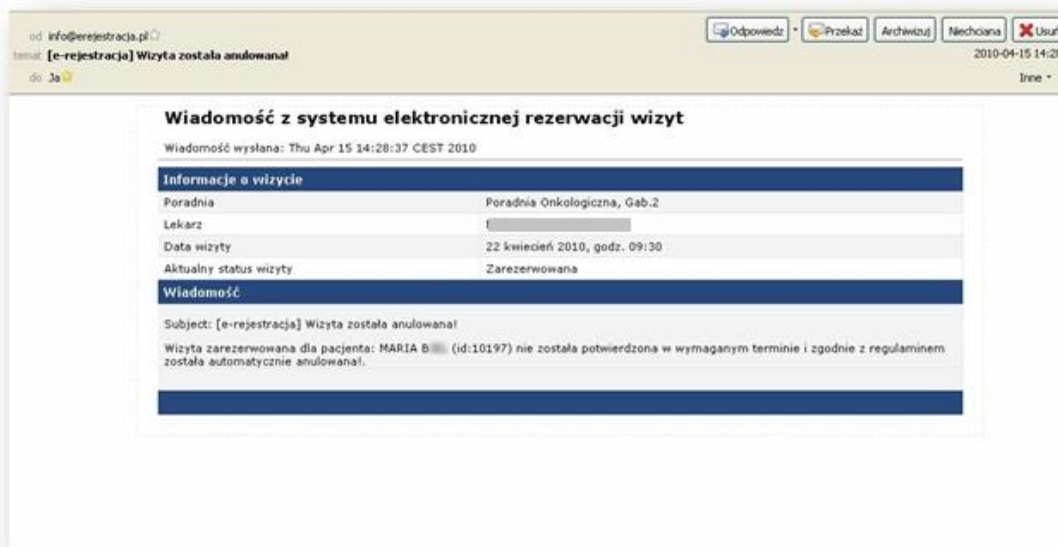 od info@erejestracja.pl
Odpowiedz Przekaż Archiwizuj Niechciana Usuń
temat [e-rejestracja] Wizyta została anulowana!
2010-04-15 14:28
do Ja
Inne
Wiadomość z systemu elektronicznej rezerwacji wizyt
Wiadomość wysłana: Thu Apr 15 14:28:37 CEST 2010
Informacje o wizycie
Poradnia Poradnia Onkologiczna, Gab.2
Lekarz
Data wizyty 22 kwiecień 2010, godz. 09:30
Aktualny status wizyty Zarezerwowana
Wiadomość
Subject: [e-rejestracja] Wizyta została anulowana!
Wizyta zarezerwowana dla pacjenta: MARIA B (id:10197) nie została potwierdzona w wymaganym terminie i zgodnie z regulaminem
została automatycznie anulowana!.